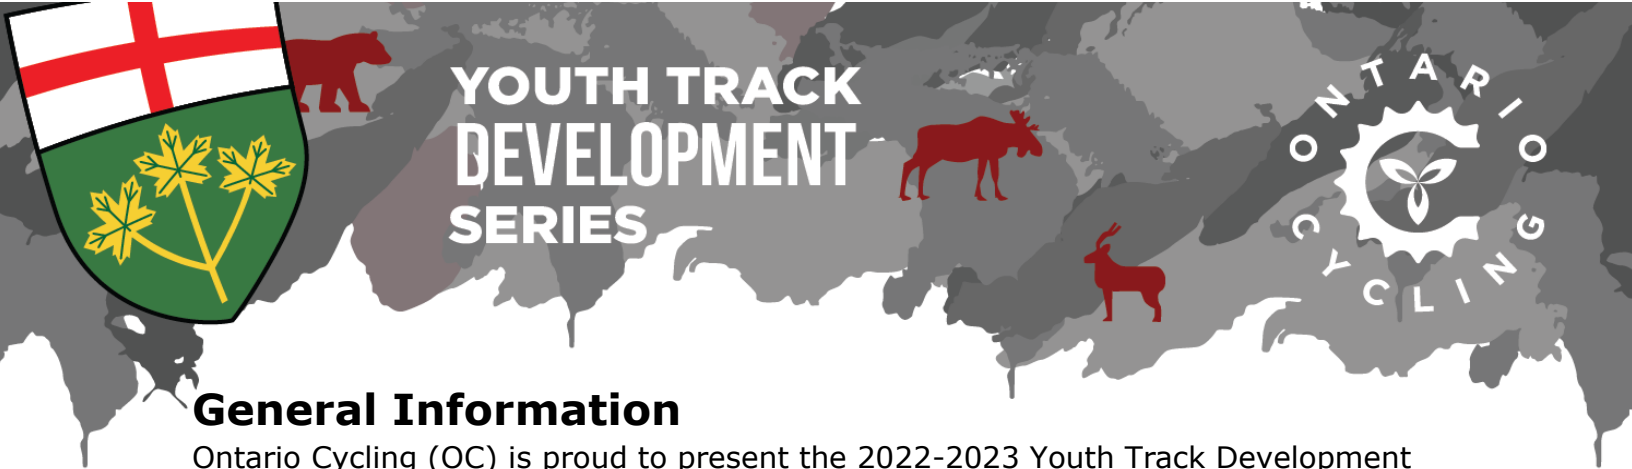 YOUTH TRACK
DEVELOPMENT
SERIES
ONTARIO
CYCLING
General Information
Ontario Cycling (OC) is proud to present the 2022-2023 Youth Track Development